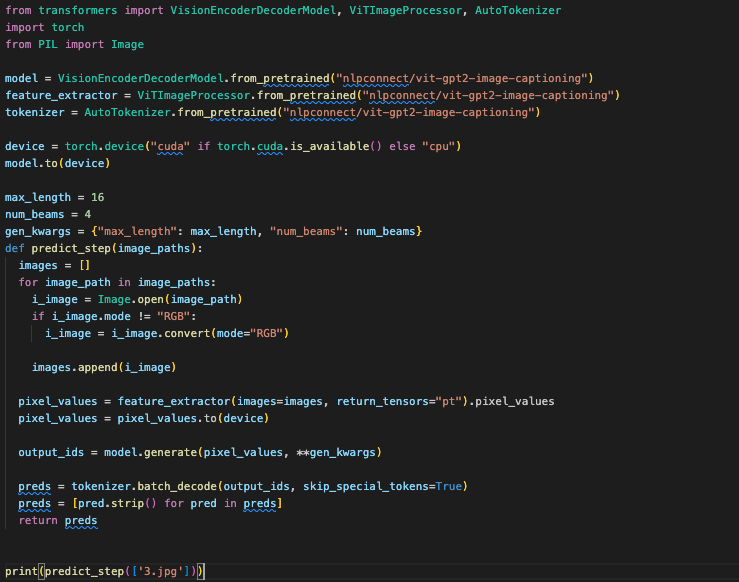 from transformers import VisionEncoderDecoderModel, ViTImageProcessor, AutoTokenizer
import torch
from PIL import Image

model = VisionEncoderDecoderModel.from_pretrained("nlpconnect/vit-gpt2-image-captioning")
feature_extractor = ViTImageProcessor.from_pretrained("nlpconnect/vit-gpt2-image-captioning")
tokenizer = AutoTokenizer.from_pretrained("nlpconnect/vit-gpt2-image-captioning")

device = torch.device("cuda" if torch.cuda.is_available() else "cpu")
model.to(device)

max_length = 16
num_beams = 4
gen_kwargs = {"max_length": max_length, "num_beams": num_beams}
def predict_step(image_paths):
  images = []
  for image_path in image_paths:
    i_image = Image.open(image_path)
    if i_image.mode != "RGB":
      i_image = i_image.convert(mode="RGB")

    images.append(i_image)

  pixel_values = feature_extractor(images=images, return_tensors="pt").pixel_values
  pixel_values = pixel_values.to(device)

  output_ids = model.generate(pixel_values, **gen_kwargs)

  preds = tokenizer.batch_decode(output_ids, skip_special_tokens=True)
  preds = [pred.strip() for pred in preds]
  return preds


print(predict_step(['3.jpg']))